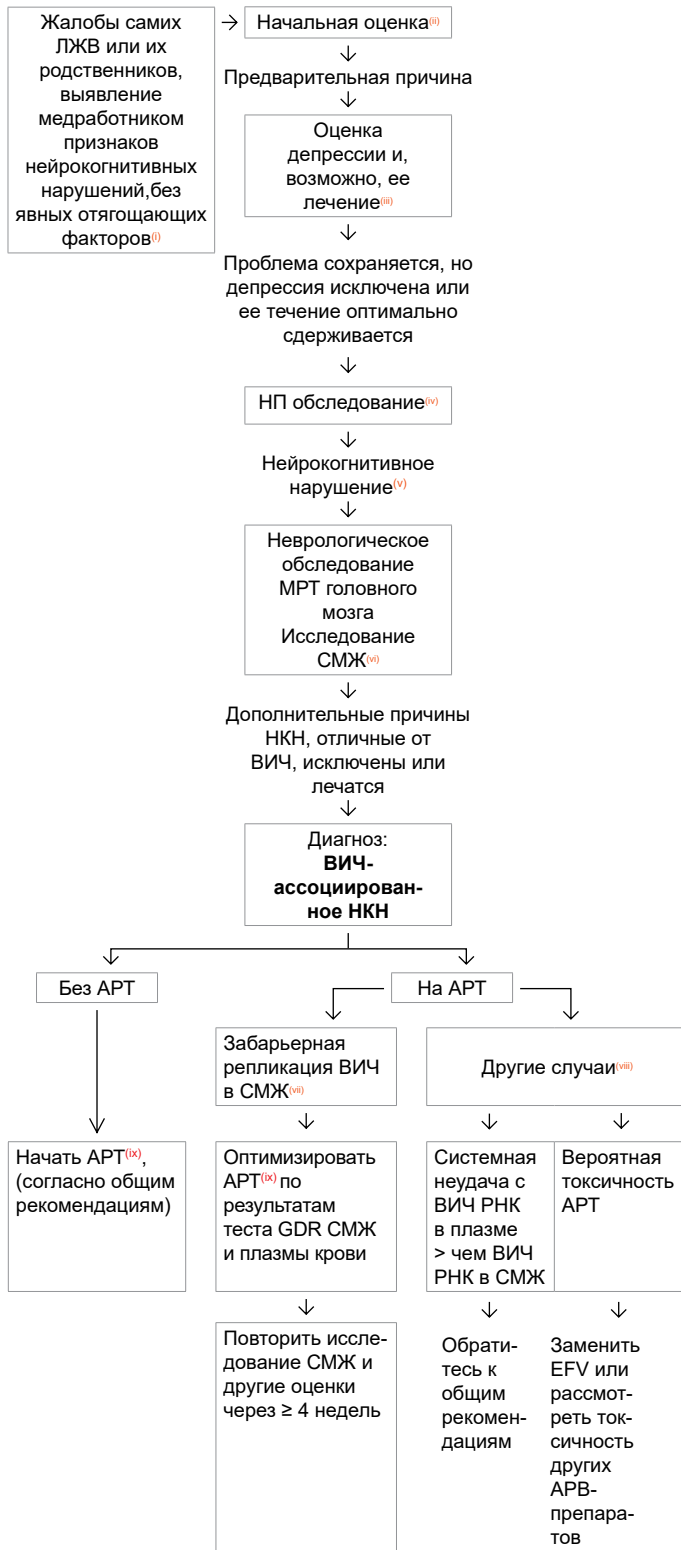 Жалобы самих
ЛЖВ или их
родственников,
выявление
медработником
признаков
нейрокогнитивных
нарушений,без
явных отягощающих
факторов(i)
Начальная оценка(ii)
Предварительная причина
Оценка
депрессии и,
возможно, ее
лечение(iii)
Проблема сохраняется, но
депрессия исключена или
ее течение оптимально
сдерживается
НП обследование(iv)
Нейрокогнитивное
нарушение(v)
Неврологическое
обследование
МРТ головного
мозга
Исследование
СМЖ(vi)
Дополнительные причины
НКН, отличные от
ВИЧ, исключены или
лечатся
Диагноз:
ВИЧ-
ассоциирован-
ное НКН
Без АРТ
На АРТ
Забарьерная
репликация ВИЧ
в СМЖ(vii)
Другие случаи(viii)
Начать АРТ(ix),
(согласно общим
рекомендациям)
Оптимизировать
АРТ(ix) по
результатам
теста GDR СМЖ
и плазмы крови
Системная
неудача с
ВИЧ РНК
в плазме
> чем ВИЧ
РНК в СМЖ
Вероятная
токсичность
АРТ
Повторить иссле-
дование СМЖ и
другие оценки
через ≥ 4 недель
Обрати-
тесь к
общим
рекомен-
дациям
Заменить
EFV или
рассмот-
реть ток-
сичность
других
АРВ-
препара-
тов